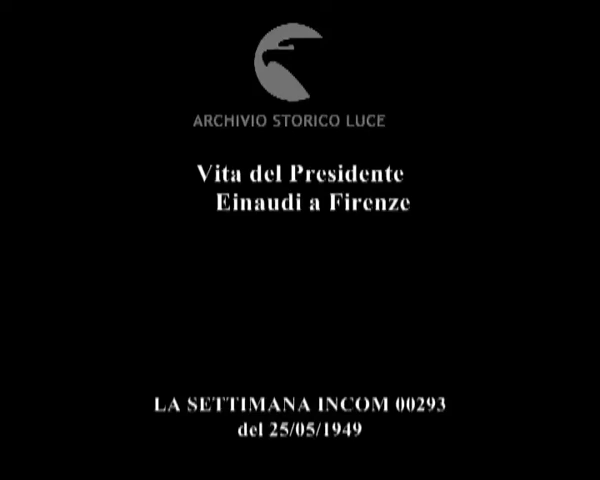 ARCHIVIO STORICO LUCE
Vita del Presidente
Einaudi a Firenze
LA SETTIMANA INCOM 00293
del 25/05/1949